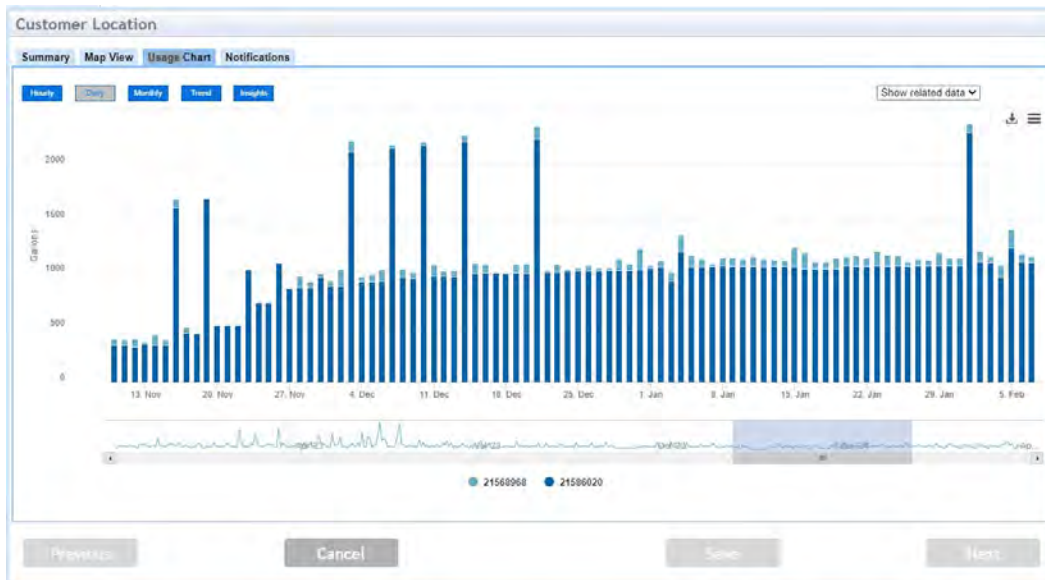 Customer Location
Summary Map View Usage Chart Notifications
Hourly Daily Monthly Trend Insights Show related data
Gallons
2000
1500
1000
500
0
13. Nov 20. Nov 27. Nov 4. Dec 11. Dec 18. Dec 25. Dec 1. Jan 8. Jan 15. Jan 22. Jan 29. Jan 5. Feb
21568968 21586020
Previous Cancel Save Next